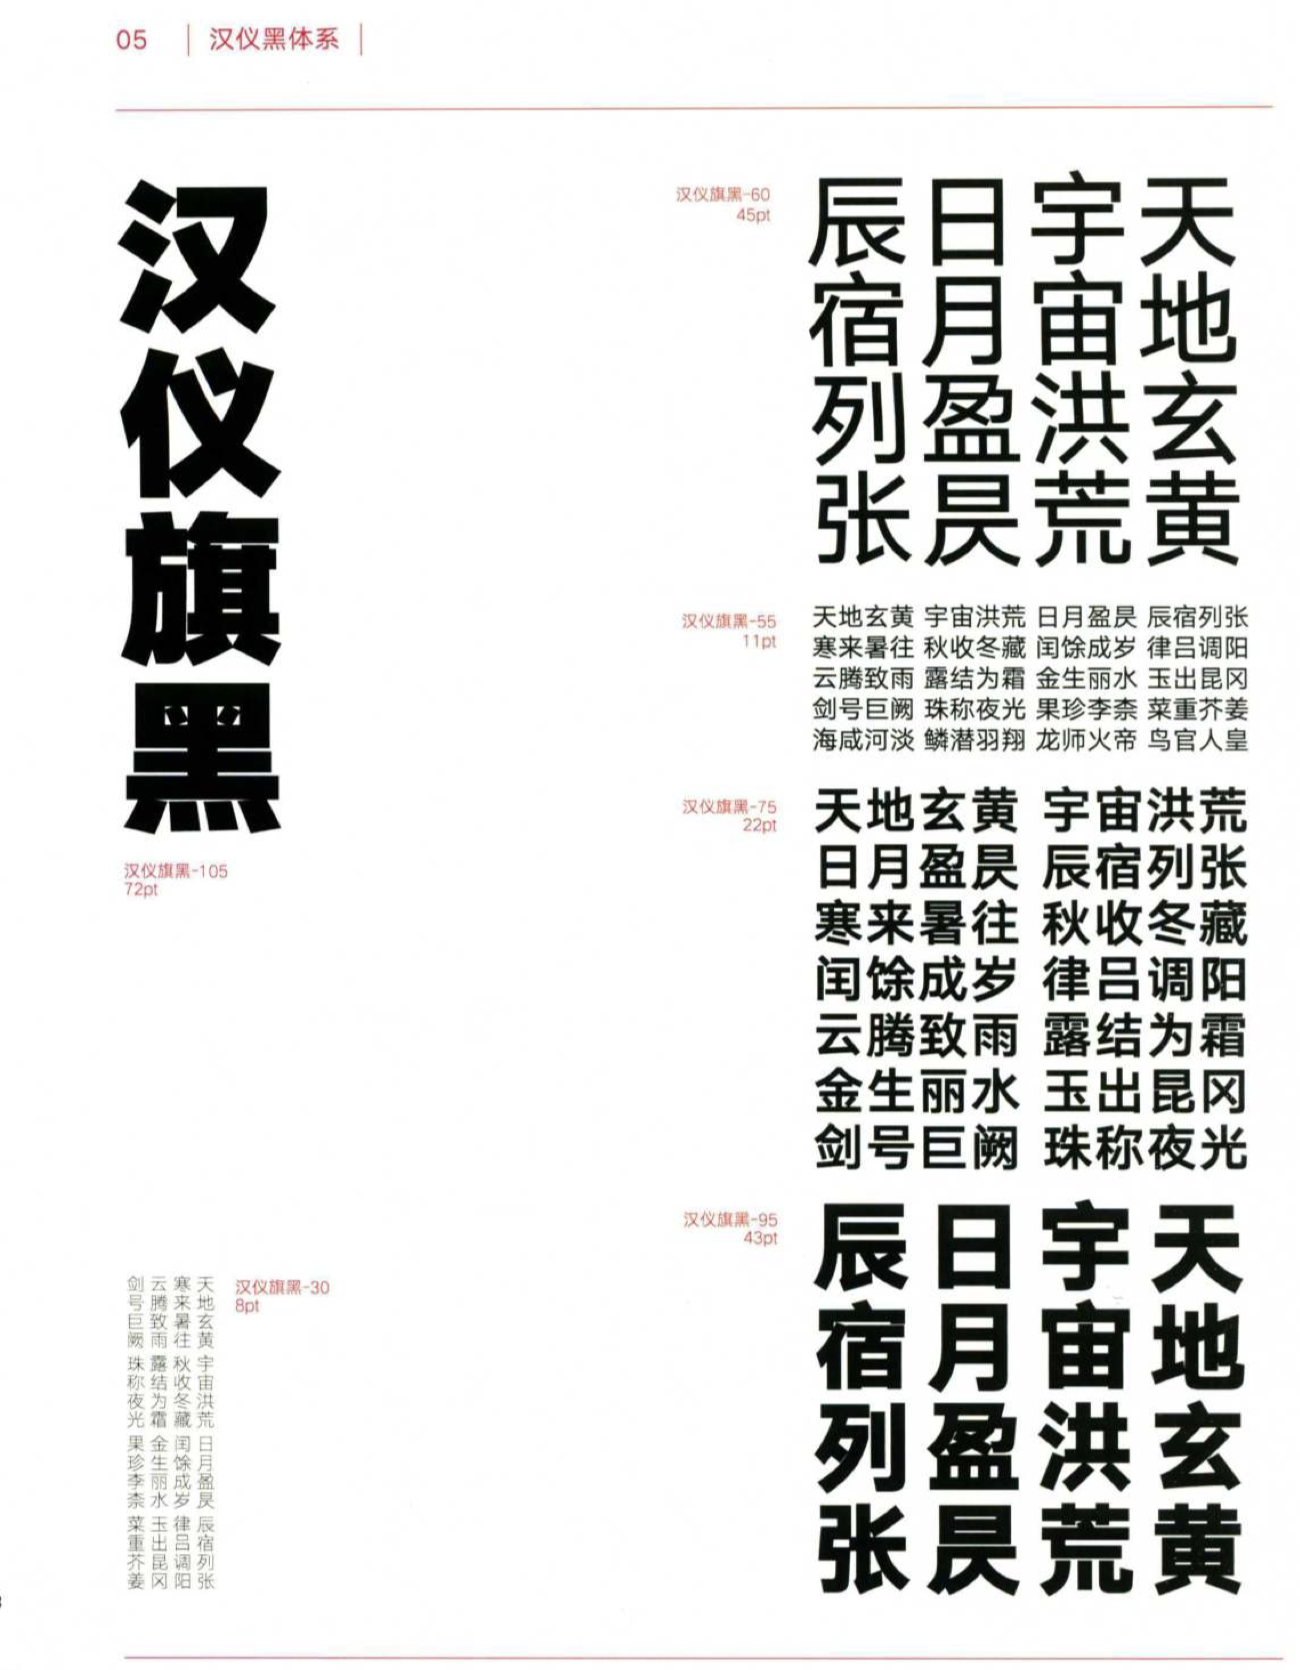 05
汉仪黑体系
汉仪旗黑
汉仪旗黑-105
72pt
汉仪旗黑-60
45pt
天地玄黄
宇宙洪荒
日月盈昃
辰宿列张
汉仪旗黑-55
11pt
天地玄黄 宇宙洪荒 日月盈昃 辰宿列张
寒来暑往 秋收冬藏 闰馀成岁 律吕调阳
云腾致雨 露结为霜 金生丽水 玉出昆冈
剑号巨阙 珠称夜光 果珍李柰 菜重芥姜
海咸河淡 鳞潜羽翔 龙师火帝 鸟官人皇
汉仪旗黑-75
22pt
天地玄黄 宇宙洪荒
日月盈昃 辰宿列张
寒来暑往 秋收冬藏
闰馀成岁 律吕调阳
云腾致雨 露结为霜
金生丽水 玉出昆冈
剑号巨阙 珠称夜光
汉仪旗黑-95
43pt
天地玄黄
宇宙洪荒
日月盈昃
辰宿列张
汉仪旗黑-30
8pt
天地玄黄 宇宙洪荒 日月盈昃 辰宿列张
寒来暑往 秋收冬藏 闰馀成岁 律吕调阳
云腾致雨 露结为霜 金生丽水 玉出昆冈
剑号巨阙 珠称夜光 果珍李柰 菜重芥姜